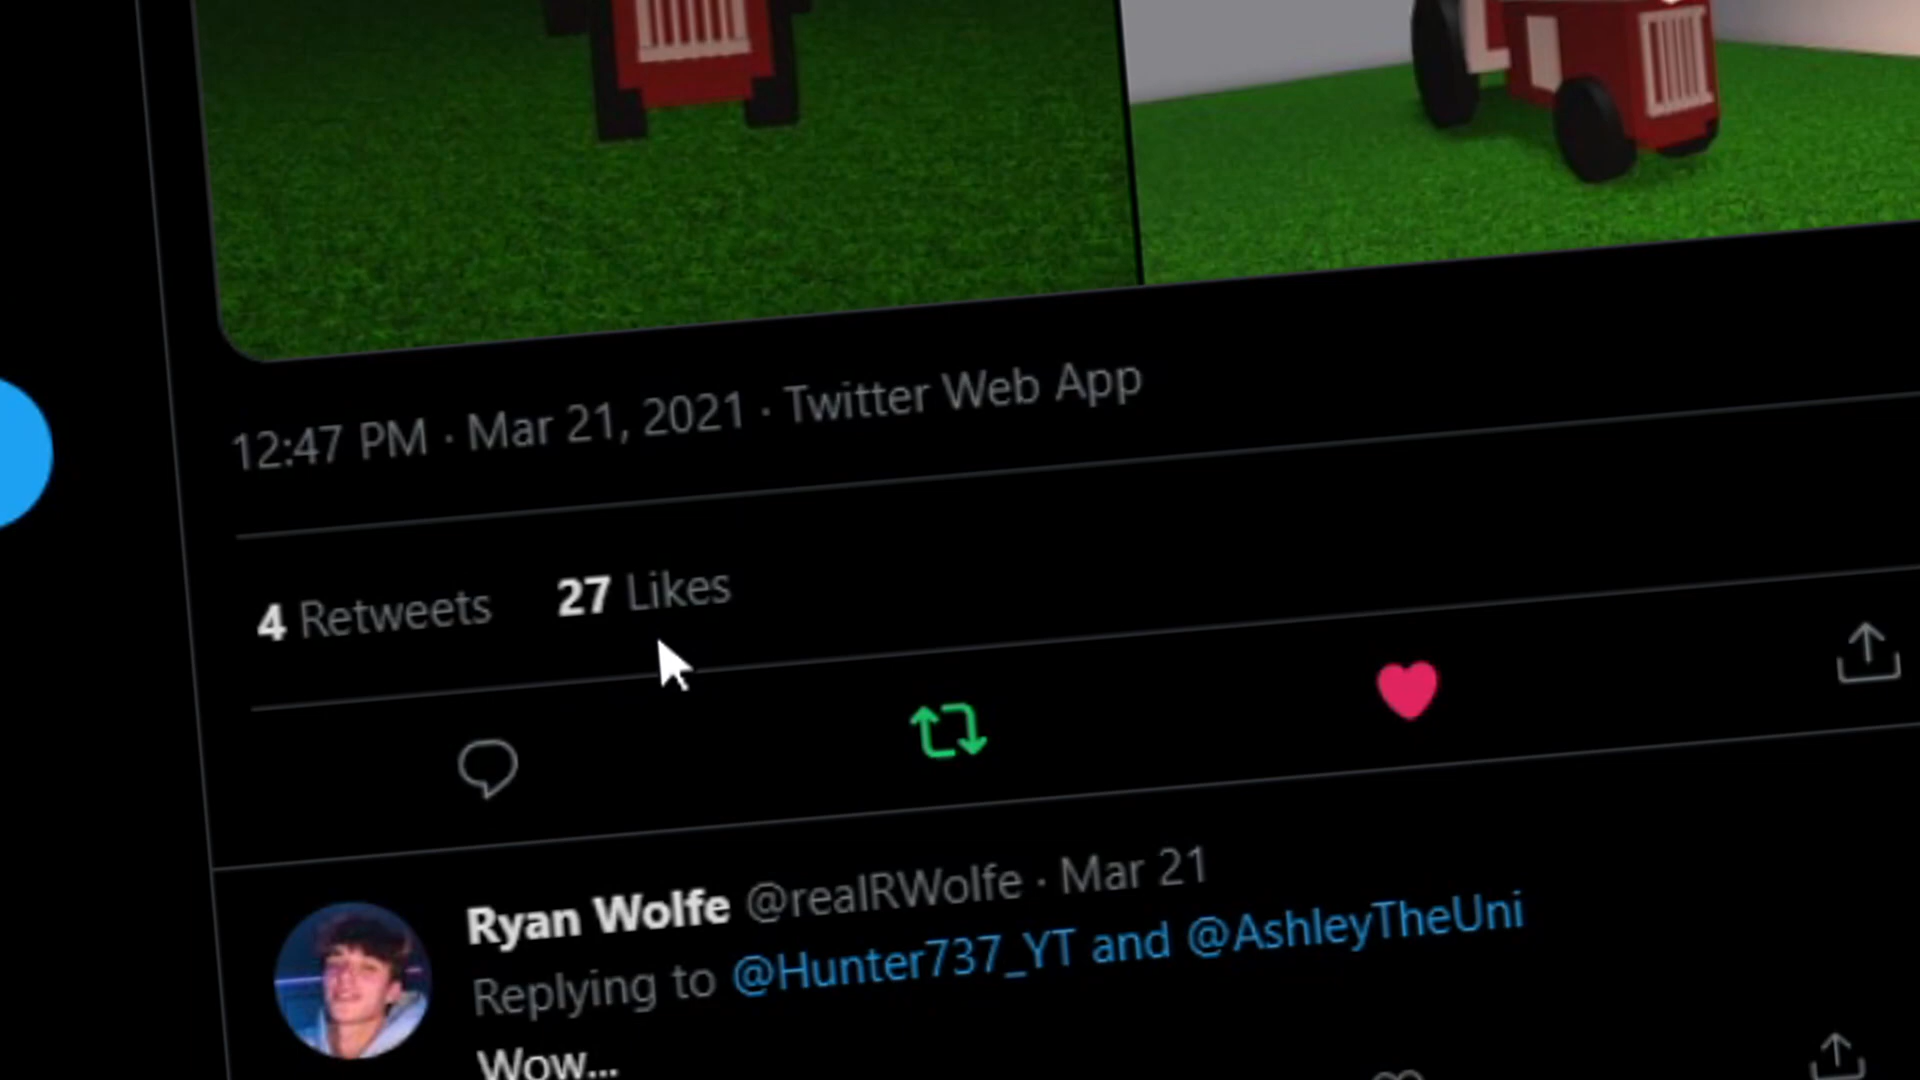 12:47 PM · Mar 21, 2021 · Twitter Web App
4 Retweets 27 Likes
Ryan Wolfe @realRWolfe · Mar 21
Replying to @Hunter737_YT and @AshleyTheUni
Wow...